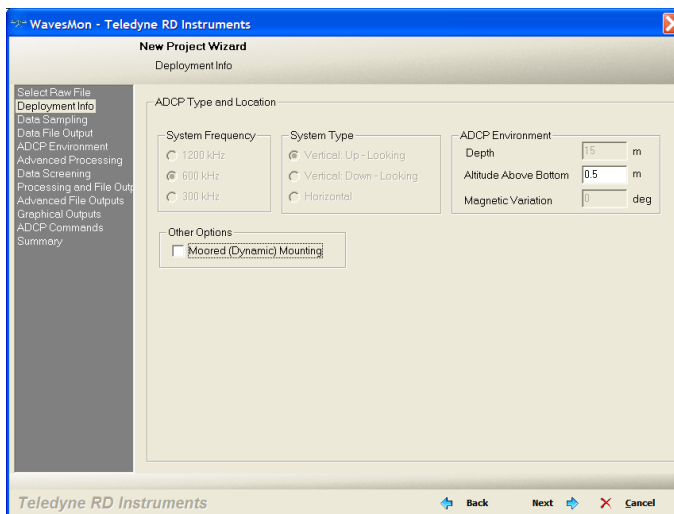 WavesMon - Teledyne RD Instruments
New Project Wizard
Deployment Info
Select Raw File
Deployment Info
Data Sampling
Data File Output
ADCP Environment
Advanced Processing
Data Screening
Processing and File Outp
Advanced File Outputs
Graphical Outputs
ADCP Commands
Summary
ADCP Type and Location
System Frequency
1200 kHz
600 kHz
300 kHz
System Type
Vertical: Up - Looking
Vertical: Down - Looking
Horizontal
ADCP Environment
Depth 15 m
Altitude Above Bottom 0.5 m
Magnetic Variation 0 deg
Other Options
Moored (Dynamic) Mounting
Teledyne RD Instruments
Back Next Cancel